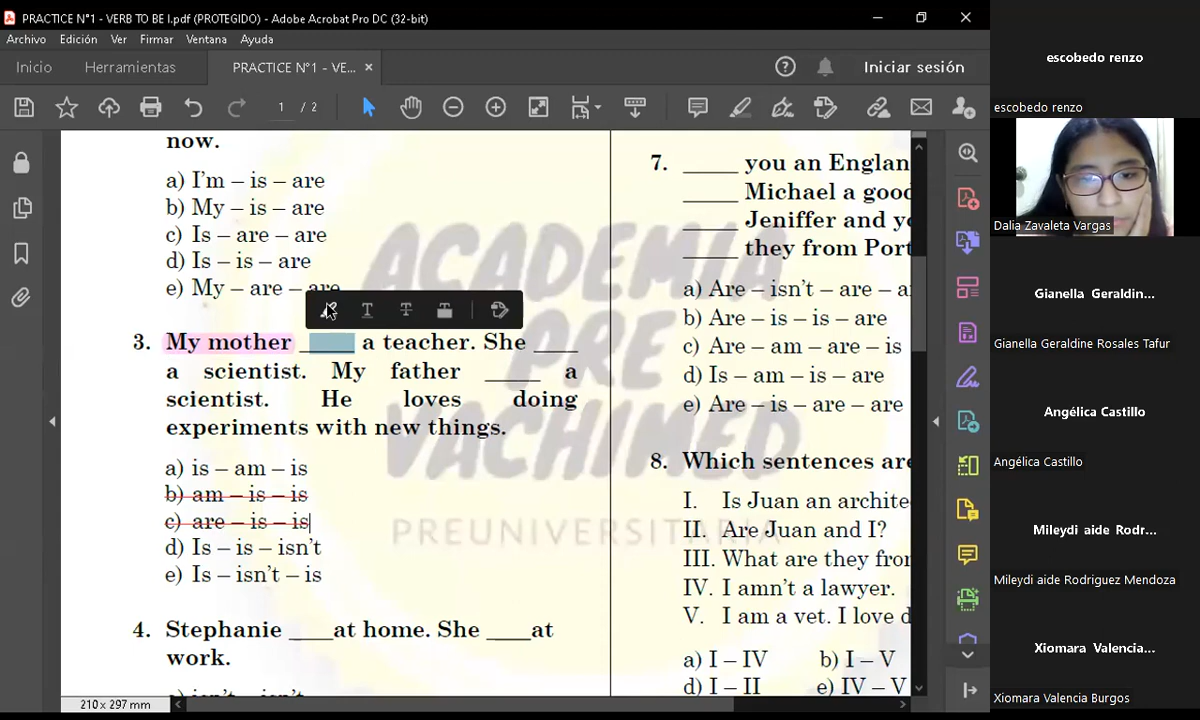 PRACTICE N°1 - VERB TO BE I.pdf (PROTEGIDO) - Adobe Acrobat Pro DC (32-bit)
Archivo Edición Ver Firmar Ventana Ayuda
Inicio Herramientas PRACTICE N°1 - VE... × Iniciar sesión
1 / 2
now.
a) I'm – is – are
b) My – is – are
c) Is – are – are
d) Is – is – are
e) My – are – are
3. My mother ____ a teacher. She ____
a scientist. My father ____ a
scientist. He loves doing
experiments with new things.
a) is – am – is
b) am – is – is
c) are – is – is
d) Is – is – isn't
e) Is – isn't – is
4. Stephanie ____at home. She ____at
work.
7. ____ you an Englan
____ Michael a good
____ Jeniffer and yo
____ they from Port
a) Are – isn't – are – a
b) Are – is – is – are
c) Are – am – are – is
d) Is – am – is – are
e) Are – is – are – are
8. Which sentences are
I. Is Juan an archite
II. Are Juan and I?
III. What are they from
IV. I amn't a lawyer.
V. I am a vet. I love d
a) I – IV b) I – V
d) I – II e) IV – V
ACADEMIA
PRE
VACHIMED
PREUNIVERSITARIA
210 x 297 mm
escobedo renzo
escobedo renzo
Dalia Zavaleta Vargas
Gianella Geraldin...
Gianella Geraldine Rosales Tafur
Angélica Castillo
Angélica Castillo
Mileydi aide Rodr...
Mileydi aide Rodriguez Mendoza
Xiomara Valencia...
Xiomara Valencia Burgos